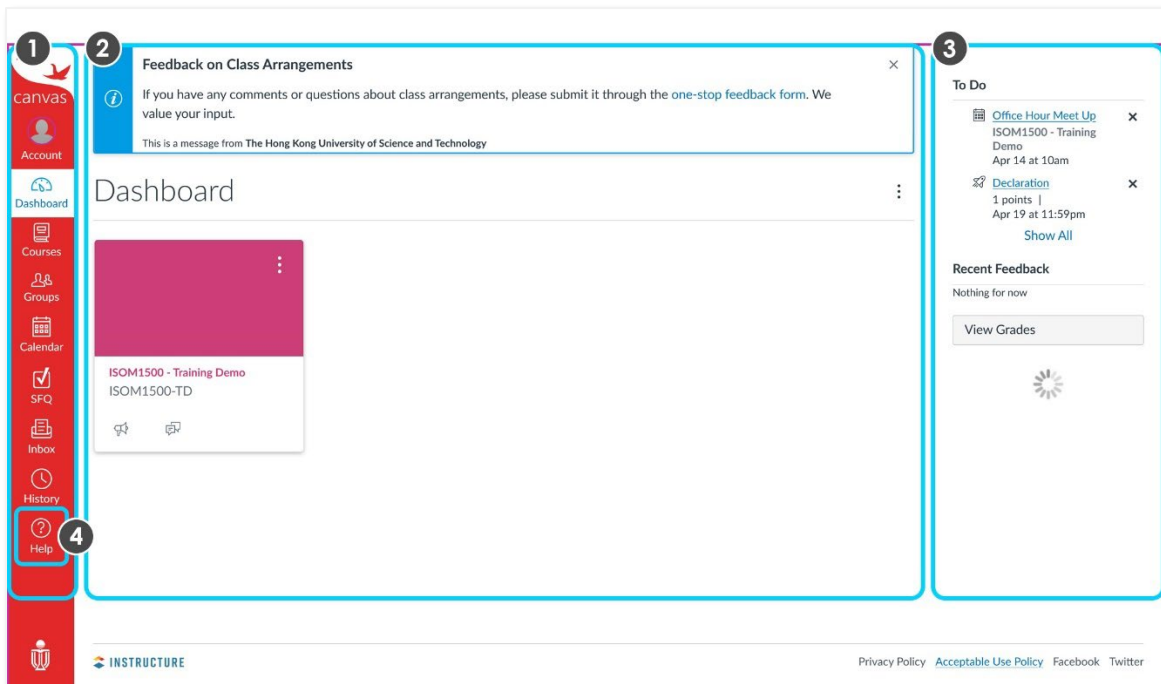 1
2
3
4
canvas
Account
Dashboard
Courses
Groups
Calendar
SFQ
Inbox
History
Help
Feedback on Class Arrangements
If you have any comments or questions about class arrangements, please submit it through the one-stop feedback form. We
value your input.
This is a message from The Hong Kong University of Science and Technology
Dashboard
ISOM1500 - Training Demo
ISOM1500-TD
To Do
Office Hour Meet Up
ISOM1500 - Training
Demo
Apr 14 at 10am
Declaration
1 points |
Apr 19 at 11:59pm
Show All
Recent Feedback
Nothing for now
View Grades
INSTRUCTURE
Privacy Policy Acceptable Use Policy Facebook Twitter